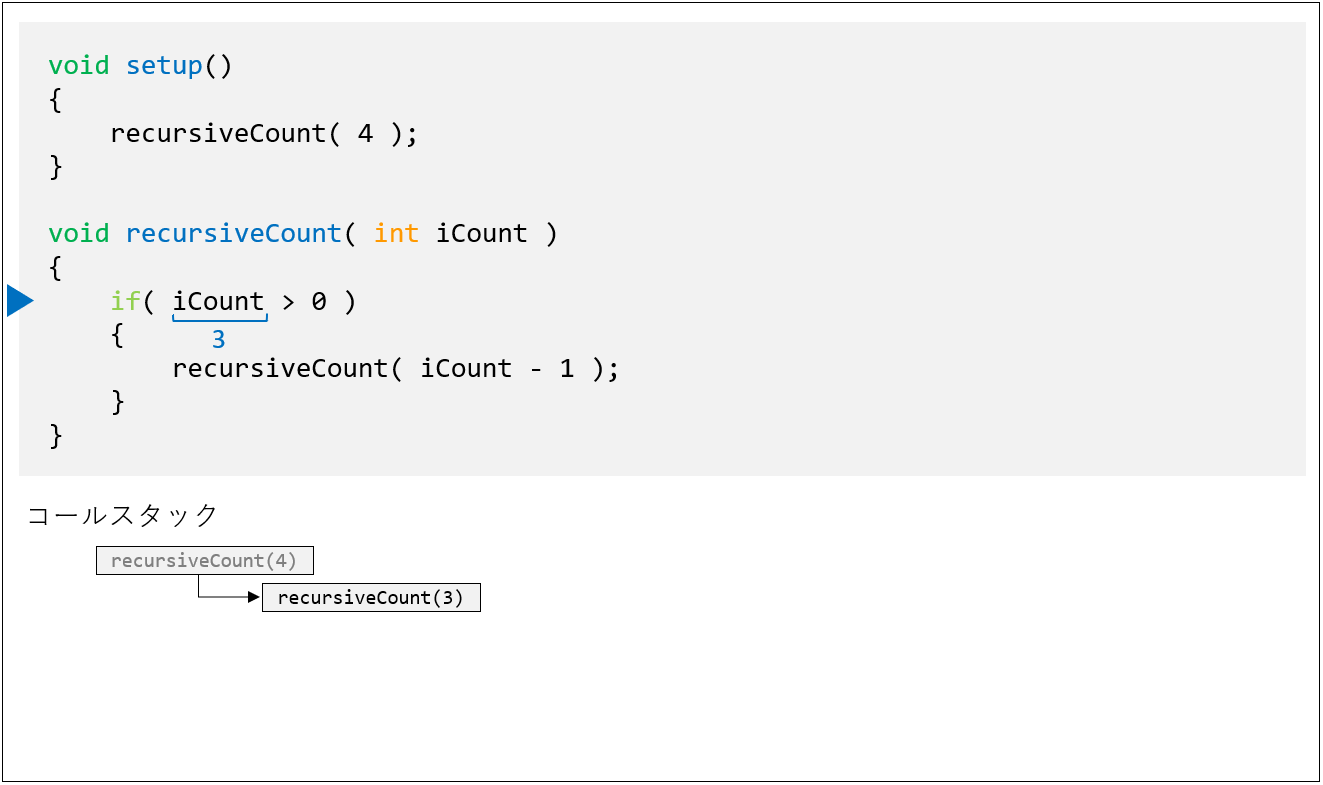 void setup()
{
    recursiveCount( 4 );
}

void recursiveCount( int iCount )
{
    if( iCount > 0 )
    {
3
        recursiveCount( iCount - 1 );
    }
}
コールスタック
recursiveCount(4)
recursiveCount(3)